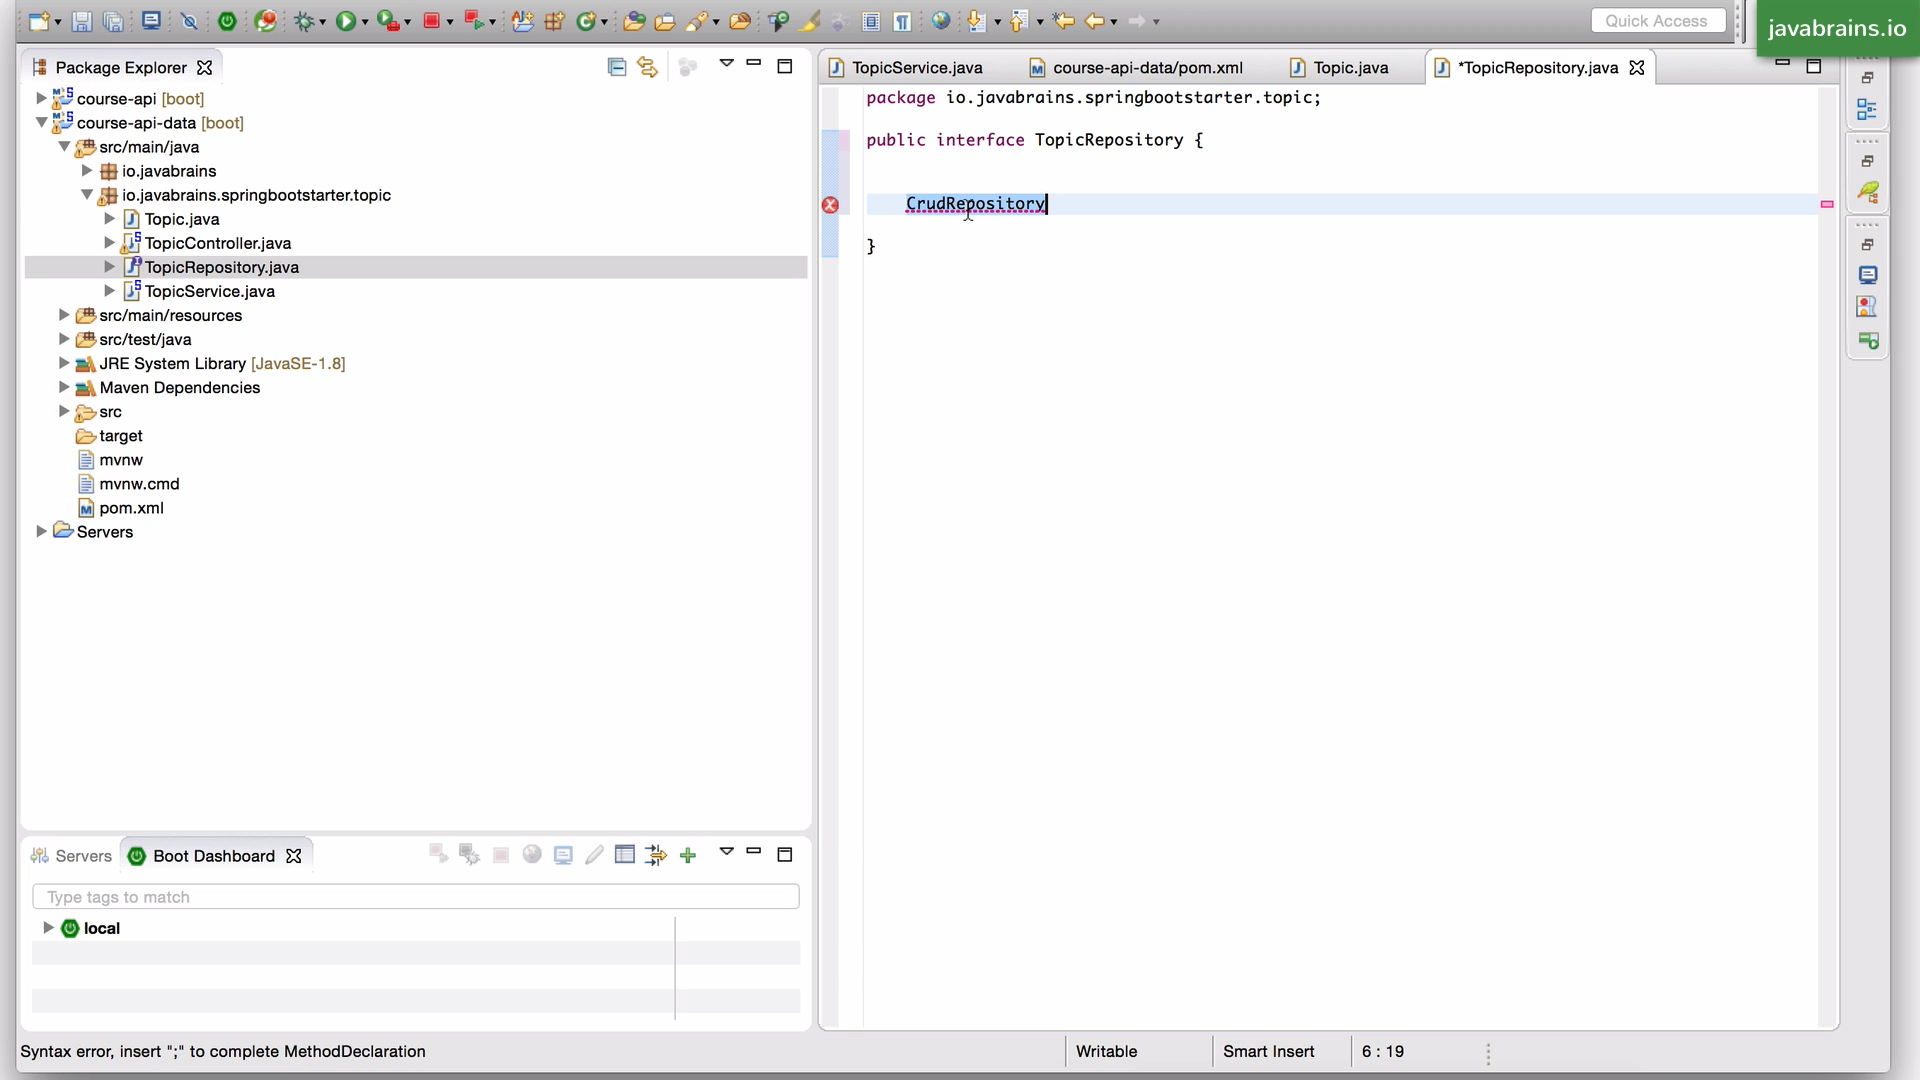 Quick Access
javabrains.io
Package Explorer
course-api [boot]
course-api-data [boot]
src/main/java
io.javabrains
io.javabrains.springbootstarter.topic
Topic.java
TopicController.java
TopicRepository.java
TopicService.java
src/main/resources
src/test/java
JRE System Library [JavaSE-1.8]
Maven Dependencies
src
target
mvnw
mvnw.cmd
pom.xml
Servers
TopicService.java
course-api-data/pom.xml
Topic.java
*TopicRepository.java
package io.javabrains.springbootstarter.topic;
public interface TopicRepository {
CrudRepository
}
Servers
Boot Dashboard
Type tags to match
local
Syntax error, insert ";" to complete MethodDeclaration
Writable
Smart Insert
6 : 19